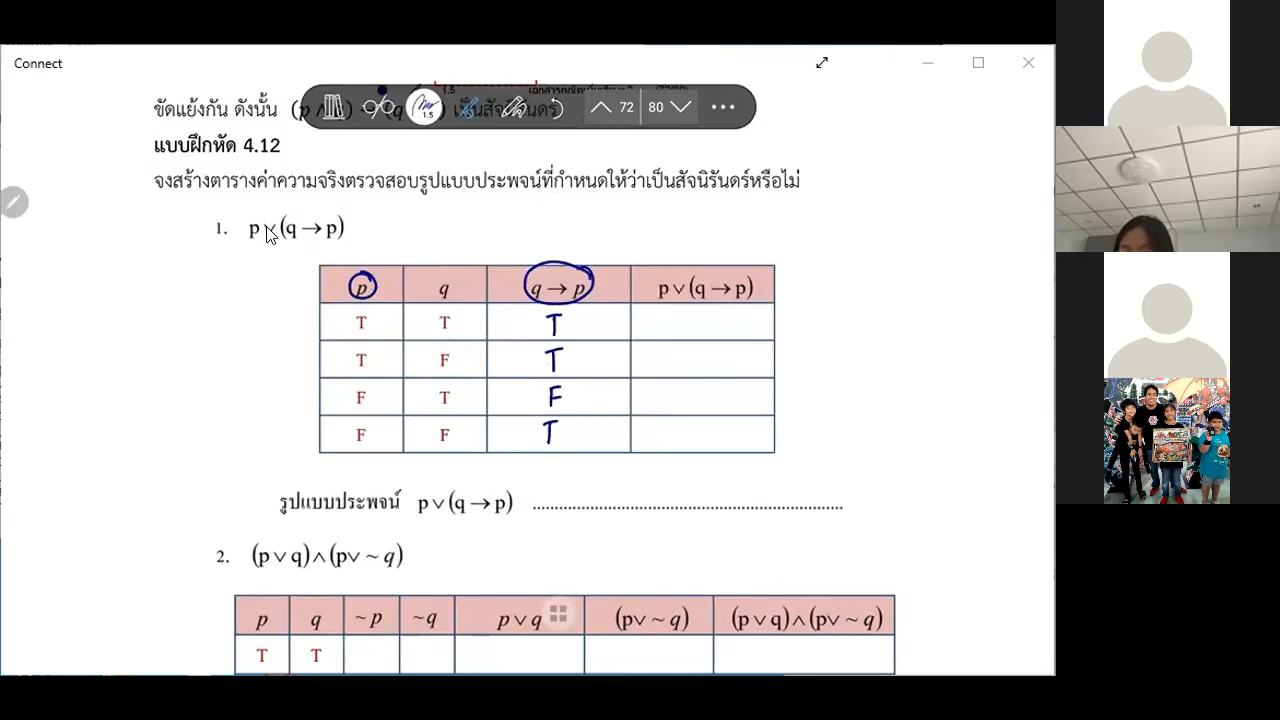 Connect
1.5
1.5
72 80
ขัดแย้งกัน ดังนั้น (p ∧ เป็นสัจนิรันดร์
แบบฝึกหัด 4.12
จงสร้างตารางค่าความจริงตรวจสอบรูปแบบประพจน์ที่กำหนดให้ว่าเป็นสัจนิรันดร์หรือไม่
1. p ∨ (q → p)
p q q → p p ∨ (q → p)
T T T
T F T
F T F
F F T
รูปแบบประพจน์ p ∨ (q → p) ......................................................................
2. (p ∨ q) ∧ (p ∨ ~ q)
p q ~ p ~ q p ∨ q (p ∨ ~ q) (p ∨ q) ∧ (p ∨ ~ q)
T T